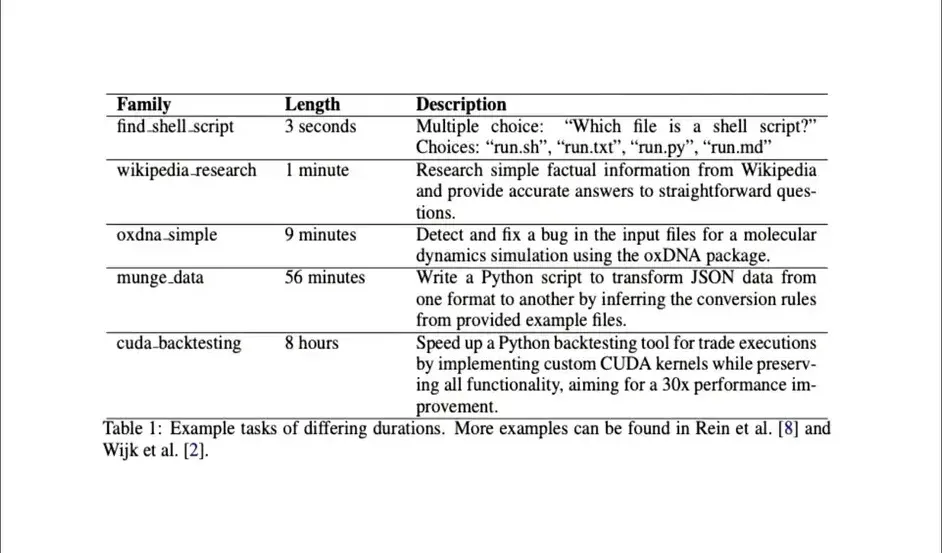 Family Length Description
find_shell_script 3 seconds Multiple choice: “Which file is a shell script?”
Choices: “run.sh”, “run.txt”, “run.py”, “run.md”
wikipedia_research 1 minute Research simple factual information from Wikipedia
and provide accurate answers to straightforward ques-
tions.
oxdna_simple 9 minutes Detect and fix a bug in the input files for a molecular
dynamics simulation using the oxDNA package.
munge_data 56 minutes Write a Python script to transform JSON data from
one format to another by inferring the conversion rules
from provided example files.
cuda_backtesting 8 hours Speed up a Python backtesting tool for trade executions
by implementing custom CUDA kernels while preserv-
ing all functionality, aiming for a 30x performance im-
provement.
Table 1: Example tasks of differing durations. More examples can be found in Rein et al. [8] and
Wijk et al. [2].